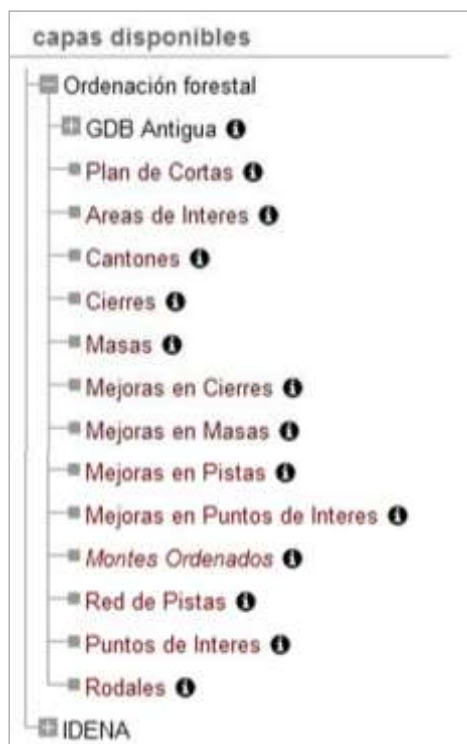 capas disponibles
Ordenación forestal
GDB Antigua
Plan de Cortas
Areas de Interes
Cantones
Cierres
Masas
Mejoras en Cierres
Mejoras en Masas
Mejoras en Pistas
Mejoras en Puntos de Interes
Montes Ordenados
Red de Pistas
Puntos de Interes
Rodales
IDENA